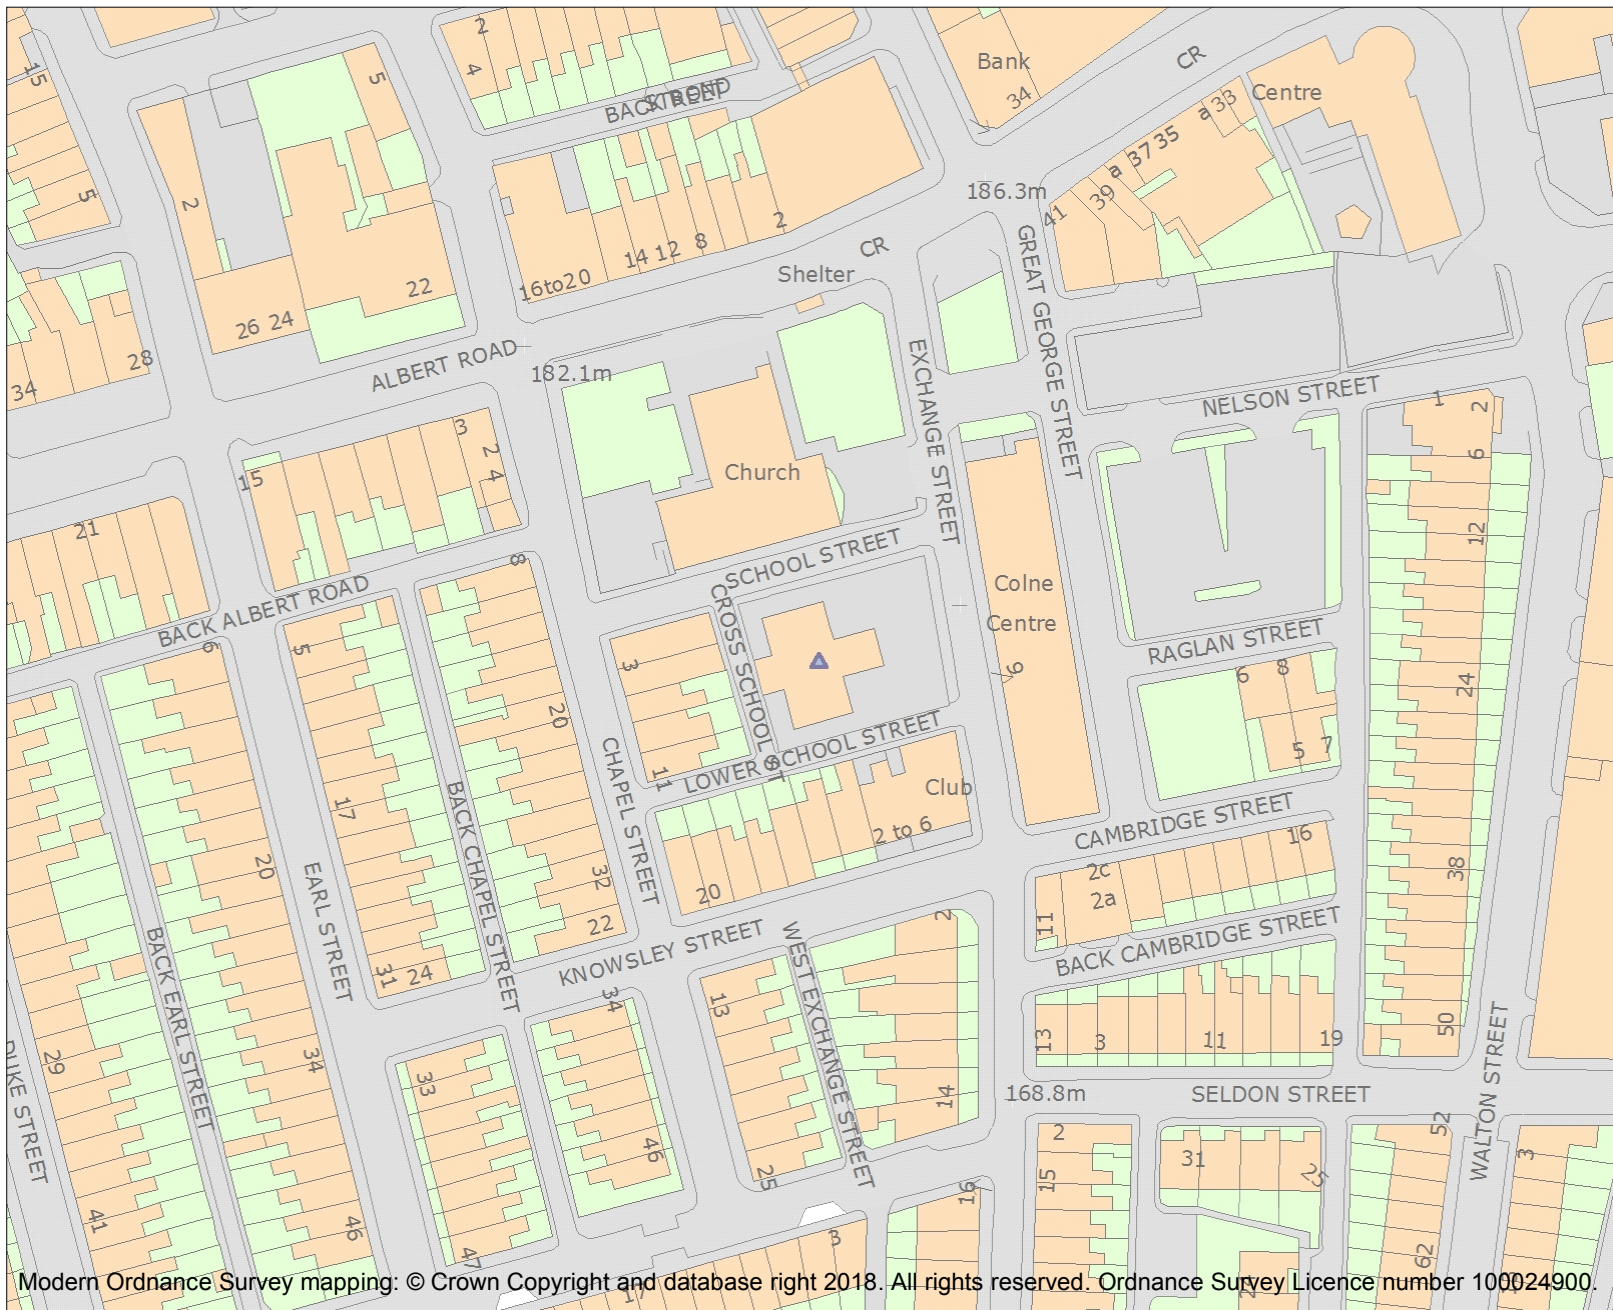 2
4
15
5
BACK BOND
STREET
Bank
34
CR
Centre
5
2
a 33
35
37
a
39
41
186.3m
2
8
12
14
16to20
CR
Shelter
22
24
26
28
34
ALBERT ROAD
182.1m
EXCHANGE STREET
GREAT GEORGE STREET
NELSON STREET
1
2
6
12
24
38
50
3
2
4
15
21
Church
SCHOOL STREET
CROSS SCHOOL ST
Colne
Centre
9
RAGLAN STREET
6
8
5
7
BACK ALBERT ROAD
8
6
5
3
11
20
17
20
32
22
LOWER SCHOOL STREET
Club
2 to 6
20
CAMBRIDGE STREET
16
2c
2a
11
BACK CAMBRIDGE STREET
CHAPEL STREET
BACK CHAPEL STREET
EARL STREET
BACK EARL STREET
KNOWSLEY STREET
WEST EXCHANGE STREET
31
24
34
13
2
14
13
3
11
19
168.8m
SELDON STREET
WALTON STREET
DUKE STREET
29
34
33
46
25
41
46
47
16
3
17
2
15
31
25
52
3
62
24
Modern Ordnance Survey mapping: © Crown Copyright and database right 2018. All rights reserved. Ordnance Survey Licence number 100024900.